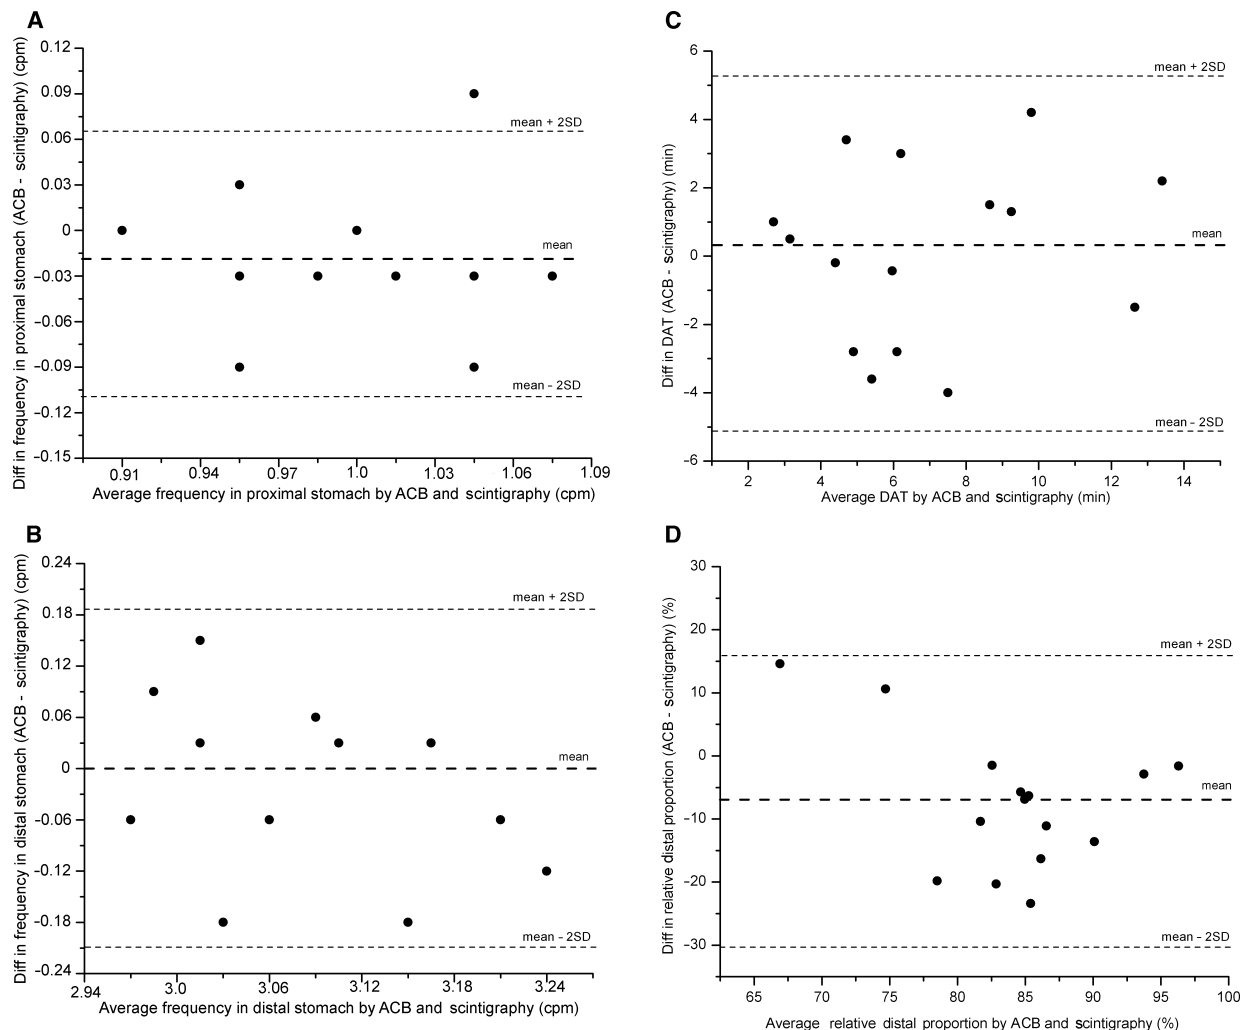 A
Diff in frequency in proximal stomach (ACB - scintigraphy) (cpm)
0.12
0.09
0.06
0.03
0
−0.03
−0.06
−0.09
−0.12
−0.15
mean + 2SD
mean
mean - 2SD
0.91 0.94 0.97 1.0 1.03 1.06 1.09
Average frequency in proximal stomach by ACB and scintigraphy (cpm)
B
Diff in frequency in distal stomach (ACB - scintigraphy) (cpm)
0.24
0.18
0.12
0.06
0
−0.06
−0.12
−0.18
−0.24
mean + 2SD
mean
mean - 2SD
2.94 3.0 3.06 3.12 3.18 3.24
Average frequency in distal stomach by ACB and scintigraphy (cpm)
C
Diff in DAT (ACB - scintigraphy) (min)
6
4
2
0
−2
−4
−6
mean + 2SD
mean
mean - 2SD
2 4 6 8 10 12 14
Average DAT by ACB and scintigraphy (min)
D
Diff in relative distal proportion (ACB - scintigraphy) (%)
30
20
10
0
−10
−20
−30
mean + 2SD
mean
mean - 2SD
65 70 75 80 85 90 95 100
Average relative distal proportion by ACB and scintigraphy (%)